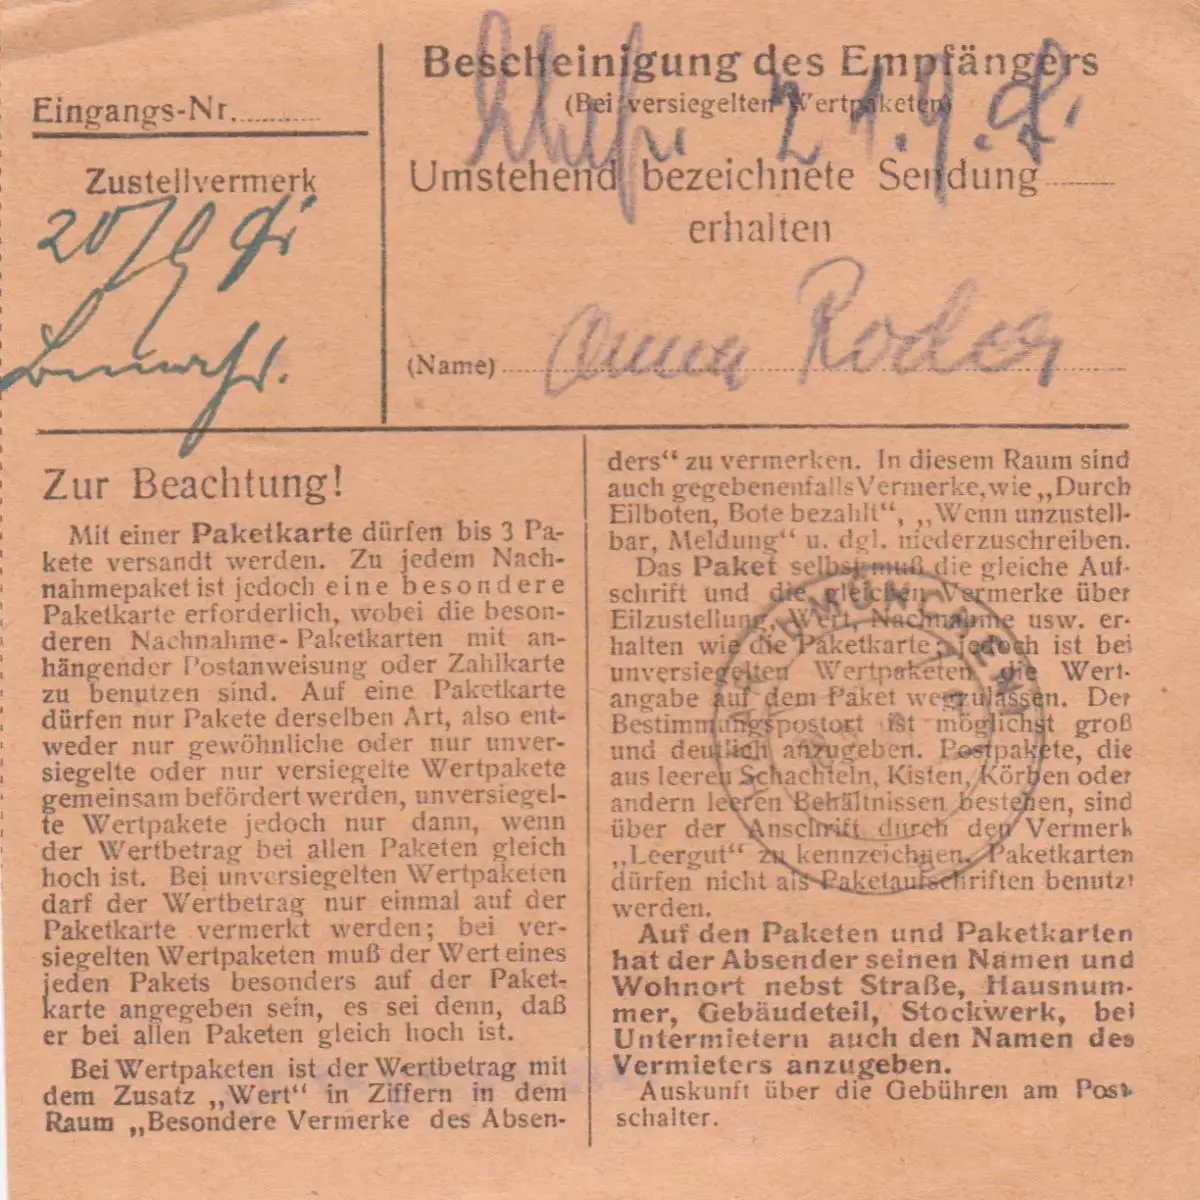 Eingangs-Nr.
Zustellvermerk
20/9
Bescheinigung des Empfängers
(Bei versiegelten Wertpaketen)
21.9.48.
Umstehend bezeichnete Sendung
erhalten
(Name) Anna Roder
Zur Beachtung!
Mit einer Paketkarte dürfen bis 3 Pa-
kete versandt werden. Zu jedem Nach-
nahmepaket ist jedoch eine besondere
Paketkarte erforderlich, wobei die beson-
deren Nachnahme-Paketkarten mit an-
hängender Postanweisung oder Zahlkarte
zu benutzen sind. Auf eine Paketkarte
dürfen nur Pakete derselben Art, also ent-
weder nur gewöhnliche oder nur unver-
siegelte oder nur versiegelte Wertpakete
gemeinsam befördert werden, unversiegel-
te Wertpakete jedoch nur dann, wenn
der Wertbetrag bei allen Paketen gleich
hoch ist. Bei unversiegelten Wertpaketen
darf der Wertbetrag nur einmal auf der
Paketkarte vermerkt werden; bei ver-
siegelten Wertpaketen muß der Wert eines
jeden Pakets besonders auf der Paket-
karte angegeben sein, es sei denn, daß
er bei allen Paketen gleich hoch ist.
Bei Wertpaketen ist der Wertbetrag mit
dem Zusatz „Wert“ in Ziffern in dem
Raum „Besondere Vermerke des Absen-
ders“ zu vermerken. In diesem Raum sind
auch gegebenenfalls Vermerke, wie „Durch
Eilboten, Bote bezahlt“, „Wenn unzustell-
bar, Meldung“ u. dgl. niederzuschreiben.
Das Paket selbst muß die gleiche Auf-
schrift und die gleichen Vermerke über
Eilzustellung, Wert, Nachnahme usw. er-
halten wie die Paketkarte; jedoch ist bei
unversiegelten Wertpaketen die Wert-
angabe auf dem Paket wegzulassen. Der
Bestimmungspostort ist möglichst groß
und deutlich anzugeben. Postpakete, die
aus leeren Schachteln, Kisten, Körben oder
andern leeren Behältnissen bestehen, sind
über der Anschrift durch den Vermerk
„Leergut“ zu kennzeichnen. Paketkarten
dürfen nicht als Paketaufschriften benutzt
werden.
Auf den Paketen und Paketkarten
hat der Absender seinen Namen und
Wohnort nebst Straße, Hausnum-
mer, Gebäudeteil, Stockwerk, bei
Untermietern auch den Namen des
Vermieters anzugeben.
Auskunft über die Gebühren am Post-
schalter.